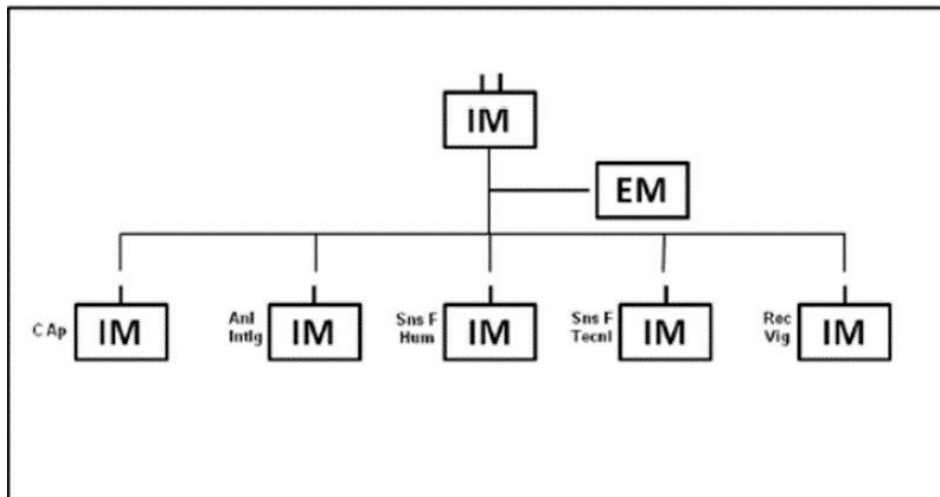 IM
EM
C Ap
IM
Anl
Intlg
IM
Sns F
Hum
IM
Sns F
Tecnl
IM
Rec
Vig
IM